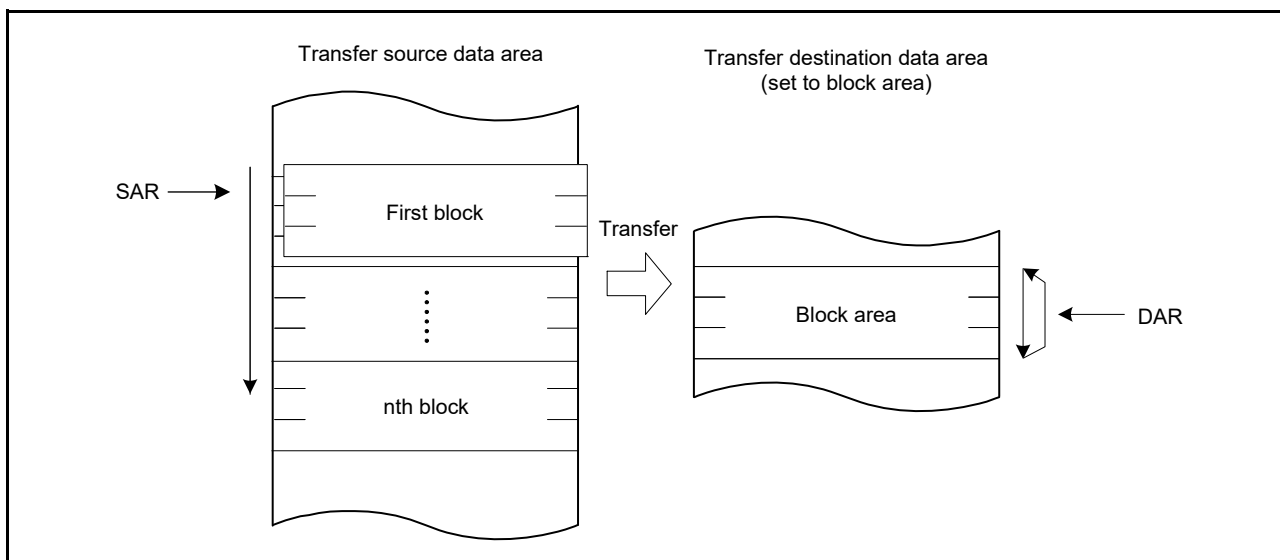 Transfer source data area
Transfer destination data area
(set to block area)
SAR
First block
Transfer
Block area
DAR
nth block